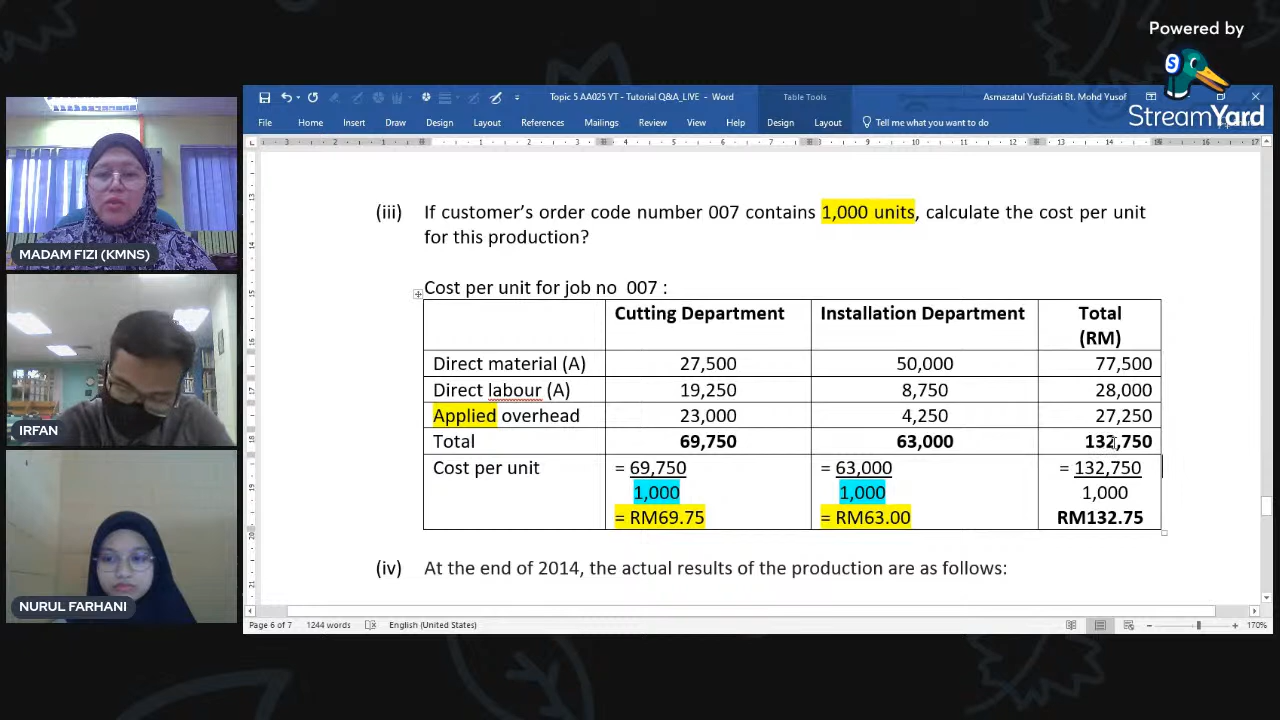 Powered by
StreamYard
Topic 5 AA025 YT - Tutorial Q&A_LIVE - Word
Table Tools
Asmazatul Yusfiziati Bt. Mohd Yusof
File Home Insert Draw Design Layout References Mailings Review View Help Design Layout Tell me what you want to do
(iii) If customer's order code number 007 contains 1,000 units, calculate the cost per unit
for this production?
Cost per unit for job no 007 :
Cutting Department Installation Department Total
(RM)
Direct material (A) 27,500 50,000 77,500
Direct labour (A) 19,250 8,750 28,000
Applied overhead 23,000 4,250 27,250
Total 69,750 63,000 132,750
Cost per unit = 69,750 = 63,000 = 132,750
1,000 1,000 1,000
= RM69.75 = RM63.00 RM132.75
(iv) At the end of 2014, the actual results of the production are as follows:
Page 6 of 7 1244 words English (United States) 170%
MADAM FIZI (KMNS)
IRFAN
NURUL FARHANI